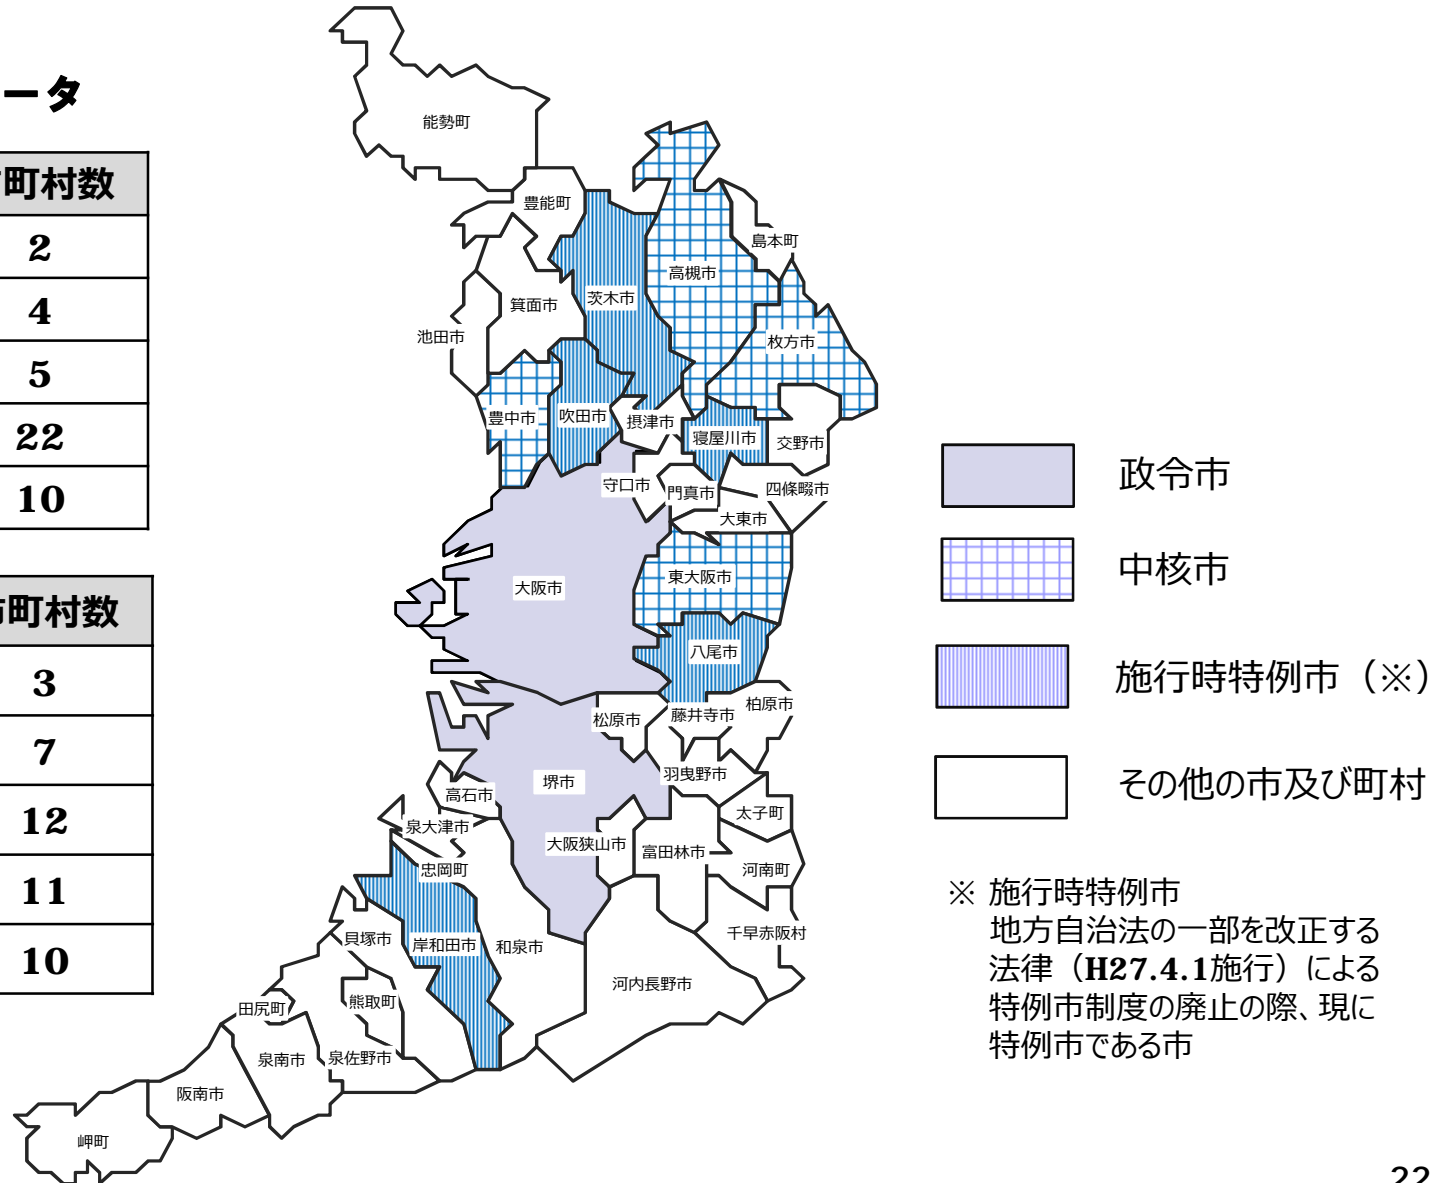 ータ
町村数
2
4
5
22
10
市町村数
3
7
12
11
10
能勢町
豊能町
島本町
高槻市
茨木市
箕面市
池田市
枚方市
豊中市
吹田市
摂津市
寝屋川市
交野市
守口市
門真市
四條畷市
大東市
大阪市
東大阪市
八尾市
柏原市
松原市
藤井寺市
羽曳野市
堺市
高石市
太子町
泉大津市
大阪狭山市
富田林市
忠岡町
河南町
千早赤阪村
貝塚市
岸和田市
和泉市
河内長野市
熊取町
田尻町
泉南市
泉佐野市
阪南市
岬町
政令市
中核市
施行時特例市（※）
その他の市及び町村
※ 施行時特例市
地方自治法の一部を改正する
法律（H27.4.1施行）による
特例市制度の廃止の際、現に
特例市である市
22